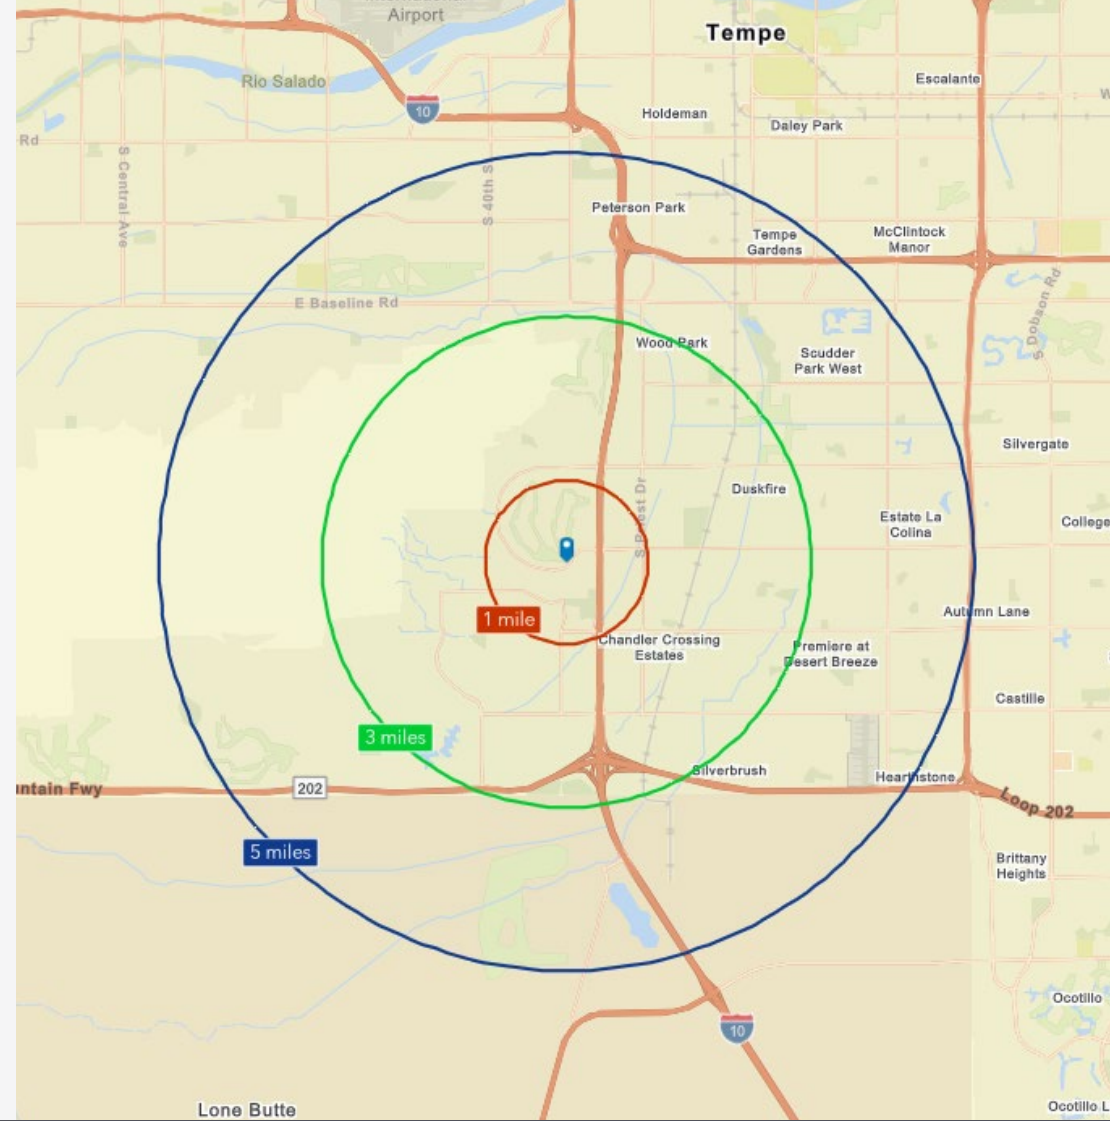 Airport
Tempe
Rio Salado
Escalante
10
Holdeman
Daley Park
Rd
S Central Ave
S 40th S
Peterson Park
Tempe
Gardens
McClintock
Manor
E Baseline Rd
S Dobson Rd
Wood Park
Scudder
Park West
Silvergate
Duskfire
S Priest Dr
Estate La
Colina
College
1 mile
Autumn Lane
Chandler Crossing
Estates
Premiere at
Desert Breeze
Castille
3 miles
Silverbrush
Hearthstone
untain Fwy
202
Loop 202
5 miles
Brittany
Heights
Ocotillo
10
Lone Butte
Ocotillo L